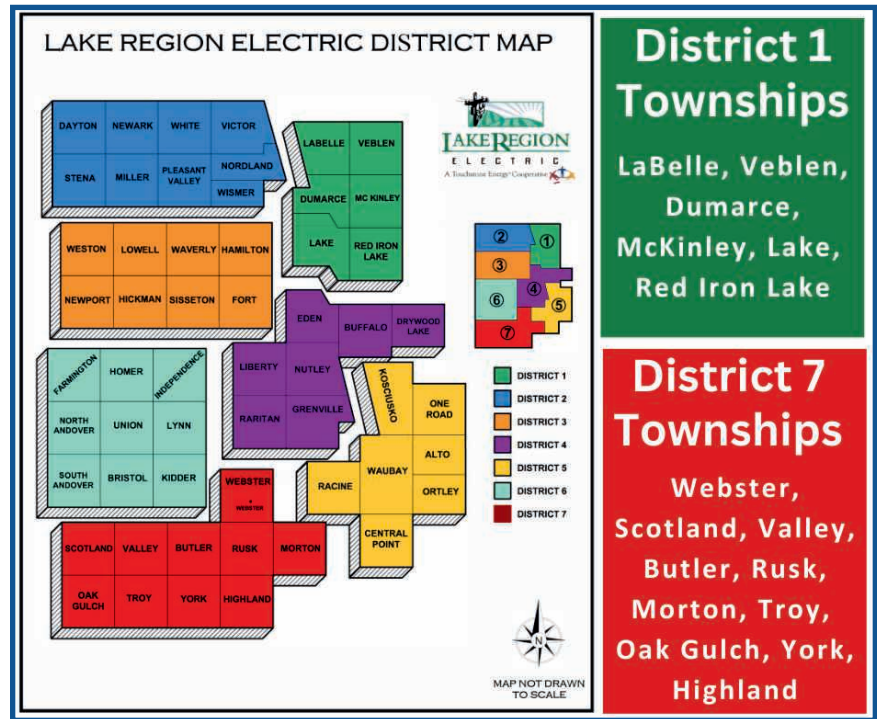 LAKE REGION ELECTRIC DISTRICT MAP
DAYTON
NEWARK
WHITE
VICTOR
STENA
MILLER
PLEASANT
VALLEY
NORDLAND
WISMER
LABELLE
VEBLEN
DUMARCE
MC KINLEY
LAKE
RED IRON
LAKE
LAKE REGION
ELECTRIC
A Touchstone Energy® Cooperative
WESTON
LOWELL
WAVERLY
HAMILTON
NEWPORT
HICKMAN
SISSETON
FORT
EDEN
BUFFALO
DRYWOOD
LAKE
LIBERTY
NUTLEY
RARITAN
GRENVILLE
②
①
③
④
⑥
⑤
⑦
FARMINGTON
HOMER
INDEPENDENCE
NORTH
ANDOVER
UNION
LYNN
SOUTH
ANDOVER
BRISTOL
KIDDER
KOSCIUSKO
ONE
ROAD
WAUBAY
ALTO
RACINE
ORTLEY
CENTRAL
POINT
DISTRICT 1
DISTRICT 2
DISTRICT 3
DISTRICT 4
DISTRICT 5
DISTRICT 6
DISTRICT 7
WEBSTER
WEBSTER
SCOTLAND
VALLEY
BUTLER
RUSK
MORTON
OAK
GULCH
TROY
YORK
HIGHLAND
N
MAP NOT DRAWN
TO SCALE
District 1
Townships
LaBelle, Veblen,
Dumarce,
McKinley, Lake,
Red Iron Lake
District 7
Townships
Webster,
Scotland, Valley,
Butler, Rusk,
Morton, Troy,
Oak Gulch, York,
Highland